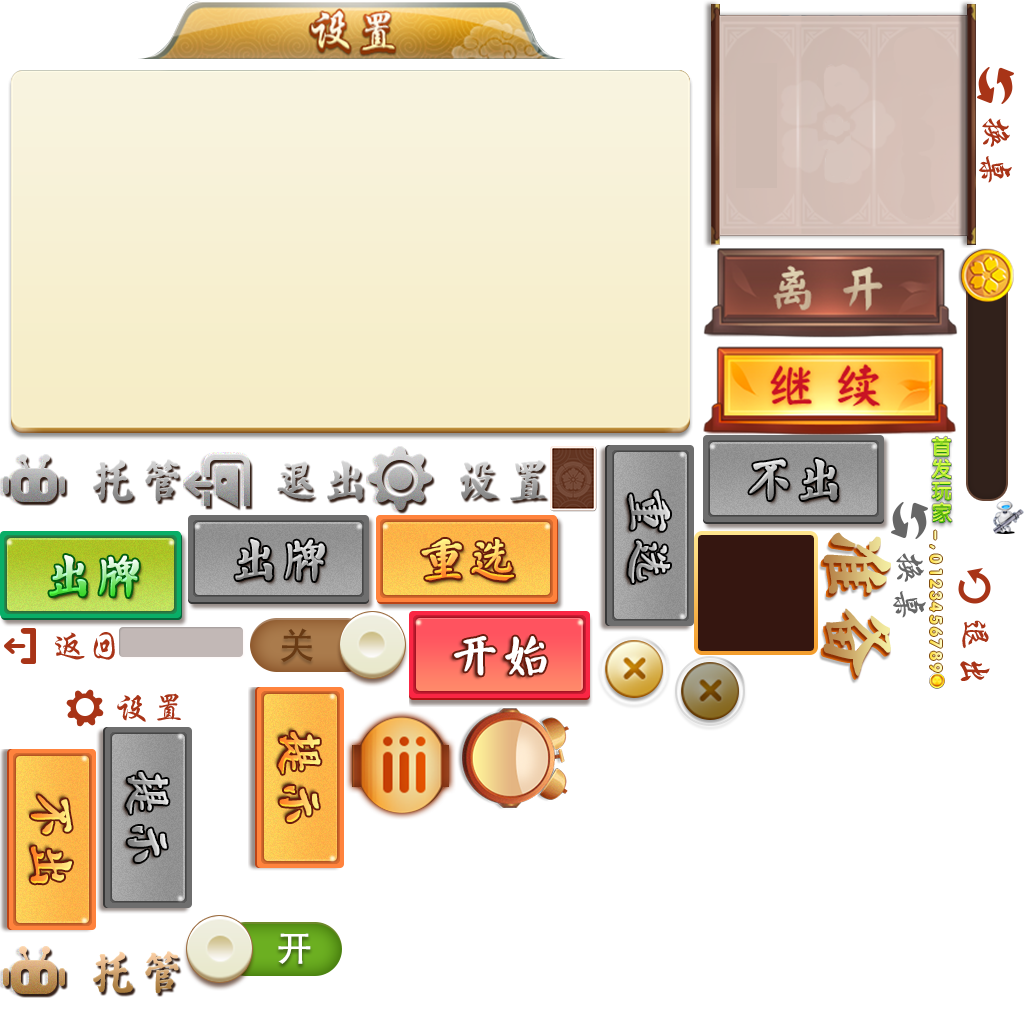 设置
换桌
离开
继续
托管
退出
设置
重选
不出
首发玩家
-,0123456789
换桌
准备
退出
出牌
出牌
重选
返回
关
开始
设置
提示
提示
不出
托管
开